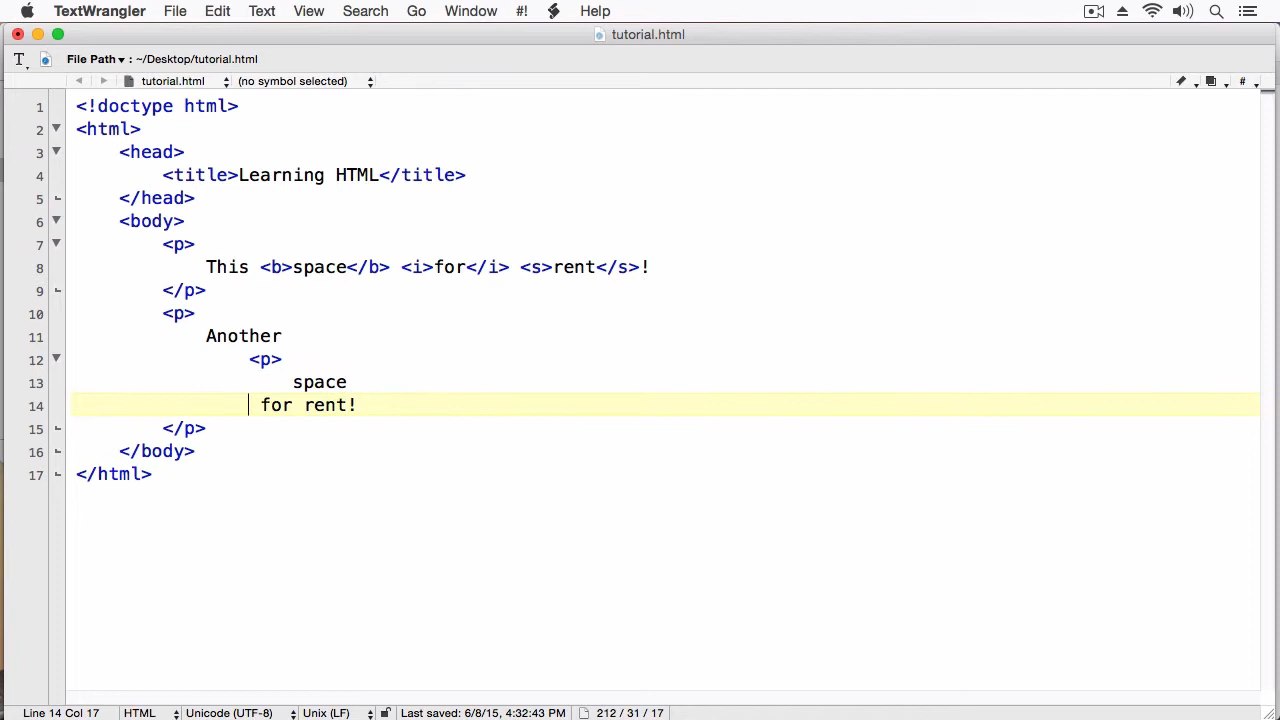 TextWrangler File Edit Text View Search Go Window #! Help
tutorial.html
T File Path : ~/Desktop/tutorial.html
tutorial.html (no symbol selected) #
1 <!doctype html>
2 <html>
3 <head>
4 <title>Learning HTML</title>
5 </head>
6 <body>
7 <p>
8 This <b>space</b> <i>for</i> <s>rent</s>!
9 </p>
10 <p>
11 Another
12 <p>
13 space
14 for rent!
15 </p>
16 </body>
17 </html>
Line 14 Col 17 HTML Unicode (UTF-8) Unix (LF) Last saved: 6/8/15, 4:32:43 PM 212 / 31 / 17